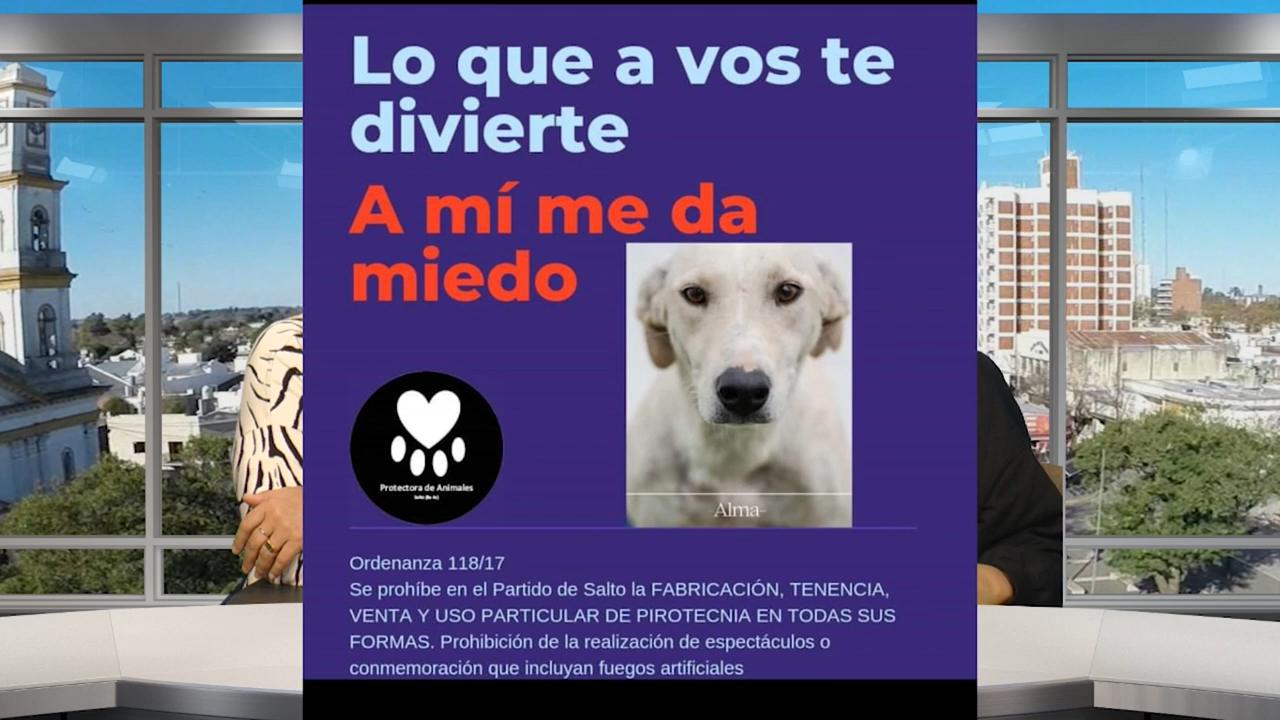 Lo que a vos te
divierte
A mí me da
miedo
Protectora de Animales
-Alma-
Ordenanza 118/17
Se prohíbe en el Partido de Salto la FABRICACIÓN, TENENCIA,
VENTA Y USO PARTICULAR DE PIROTECNIA EN TODAS SUS
FORMAS. Prohibición de la realización de espectáculos o
conmemoración que incluyan fuegos artificiales